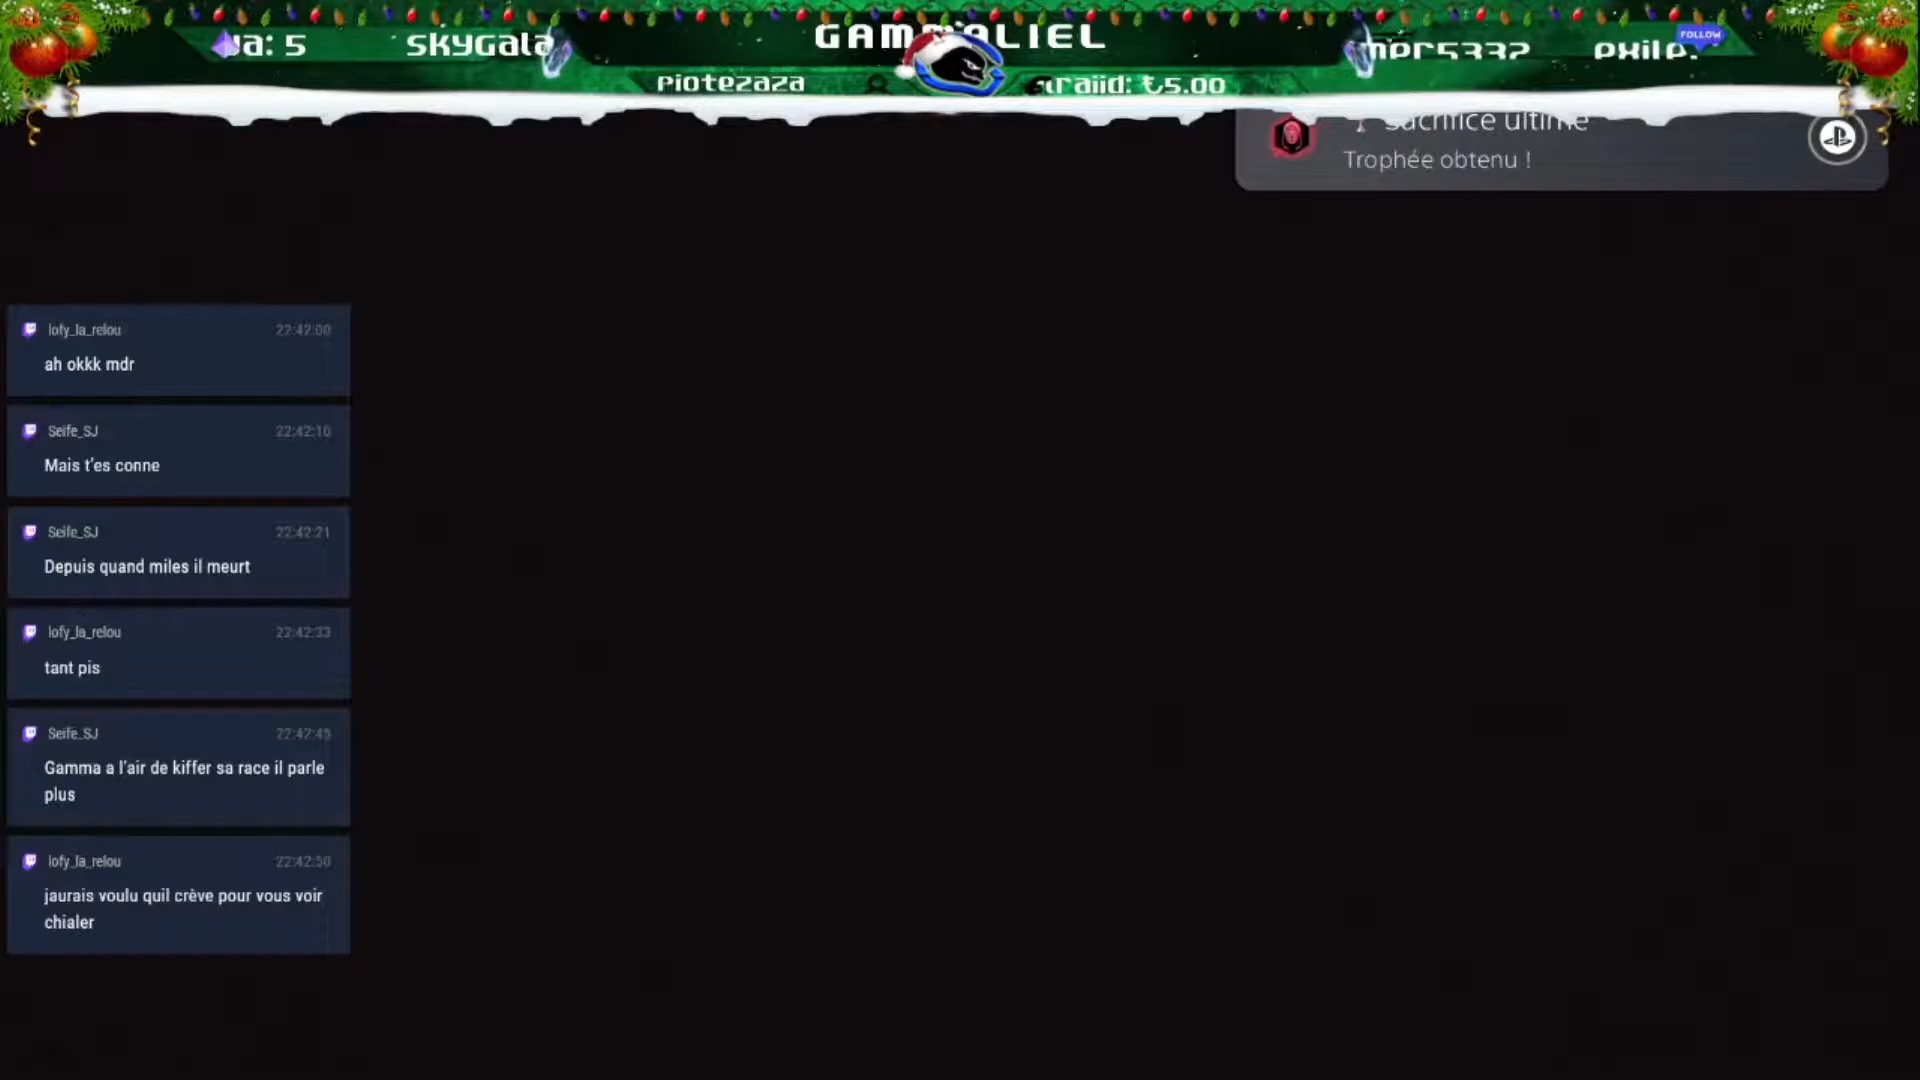 a: 5
skygala
GAMMALIEL
FOLLOW
piotezaza
raiid: ₺5.00
Sacrifice ultime
Trophée obtenu !
lofy_la_relou 22:42:00
ah okkk mdr
Seife_SJ 22:42:10
Mais t'es conne
Seife_SJ 22:42:21
Depuis quand miles il meurt
lofy_la_relou 22:42:33
tant pis
Seife_SJ 22:42:45
Gamma a l'air de kiffer sa race il parle
plus
lofy_la_relou 22:42:50
jaurais voulu quil crève pour vous voir
chialer